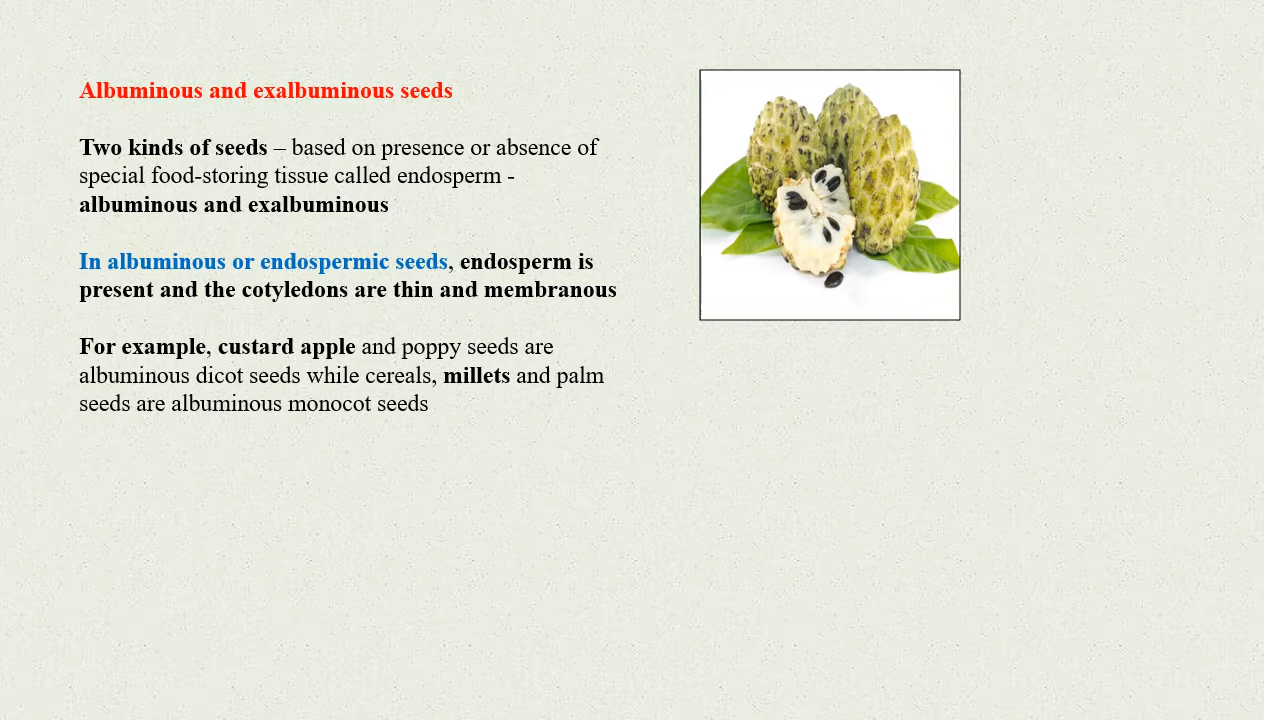 Albuminous and exalbuminous seeds
Two kinds of seeds – based on presence or absence of
special food-storing tissue called endosperm -
albuminous and exalbuminous
In albuminous or endospermic seeds, endosperm is
present and the cotyledons are thin and membranous
For example, custard apple and poppy seeds are
albuminous dicot seeds while cereals, millets and palm
seeds are albuminous monocot seeds